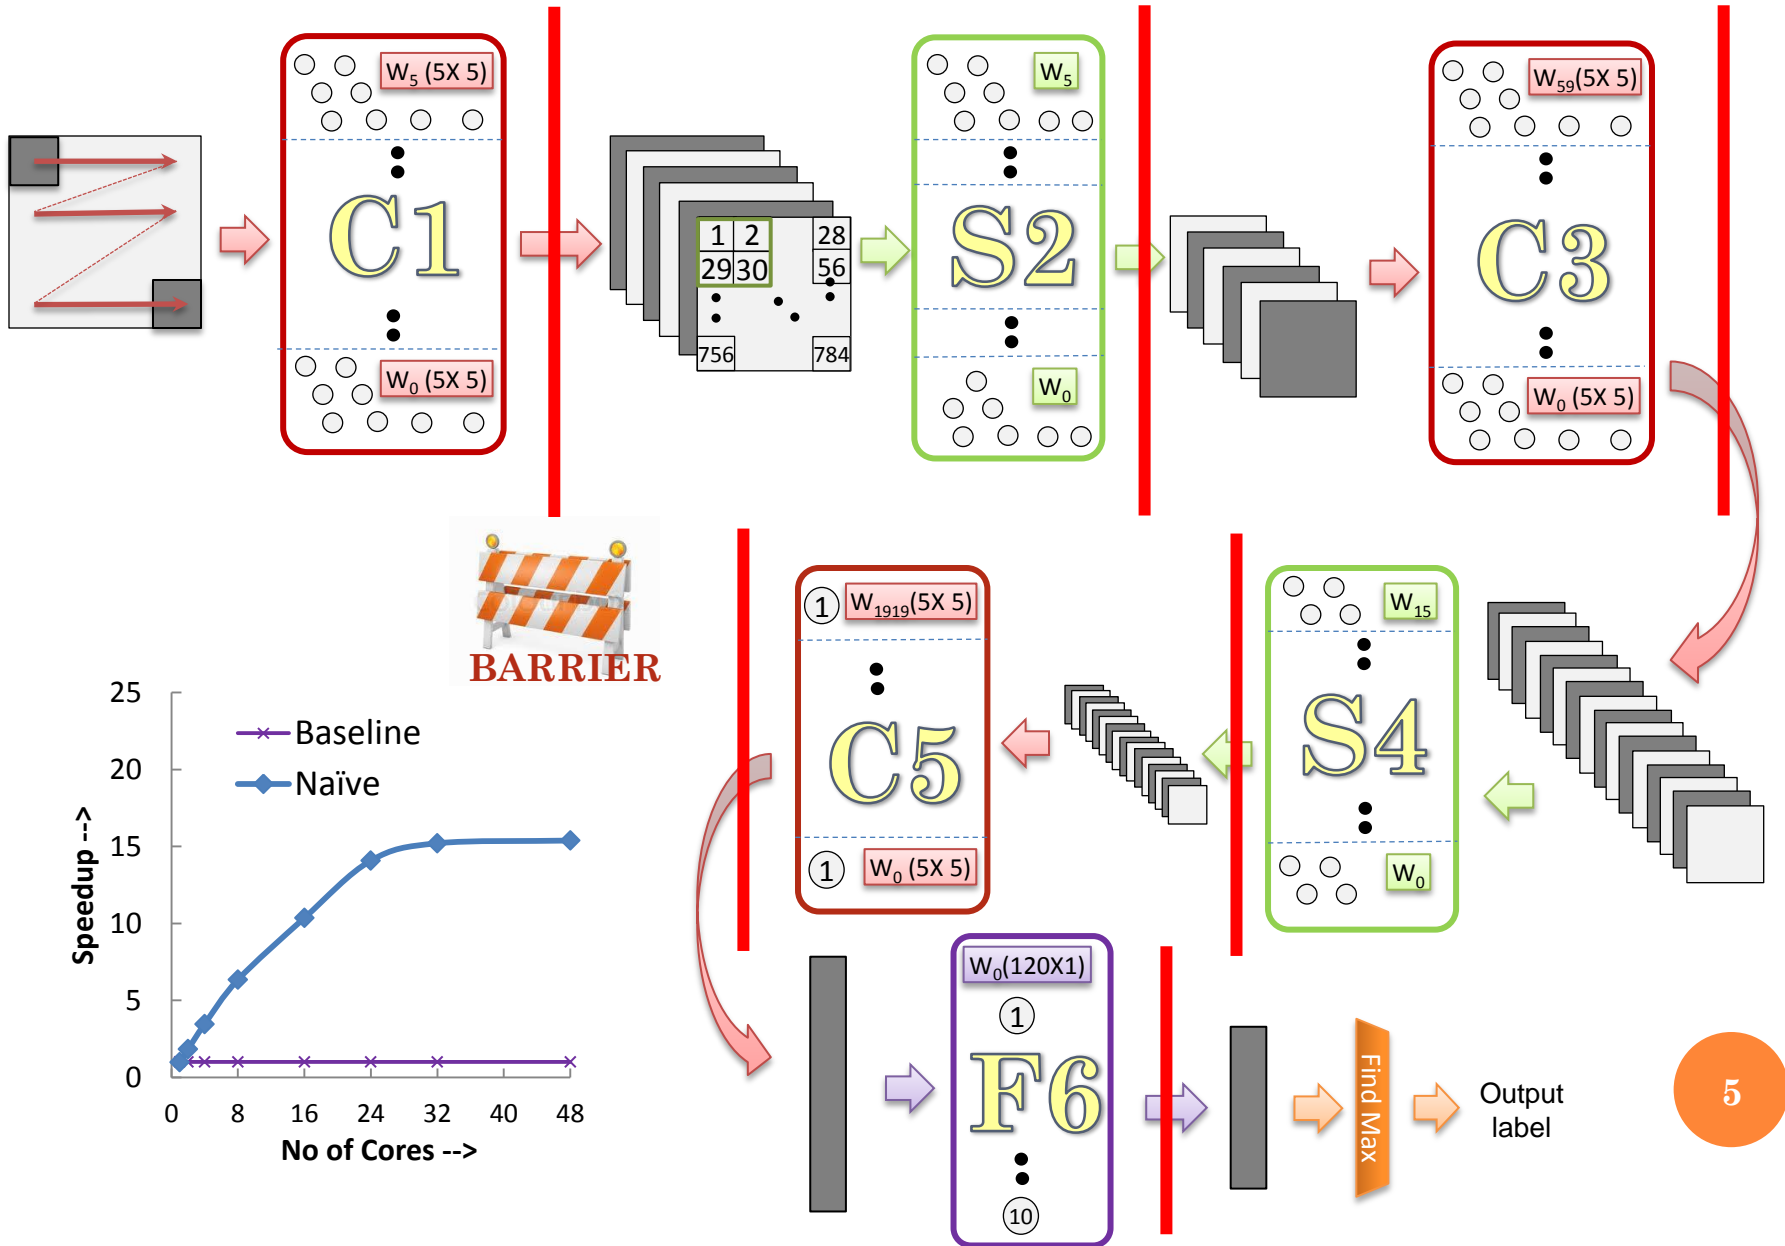 W5 (5X 5)
C1
W0 (5X 5)
1 2
29 30
28
56
756
784
W5
S2
W0
W59(5X 5)
C3
W0 (5X 5)
BARRIER
1 W1919(5X 5)
C5
1 W0 (5X 5)
W15
S4
W0
25
20
15
10
5
0
Baseline
Naïve
Speedup -->
0 8 16 24 32 40 48
No of Cores -->
W0(120X1)
1
F6
10
Find Max
Output
label
5